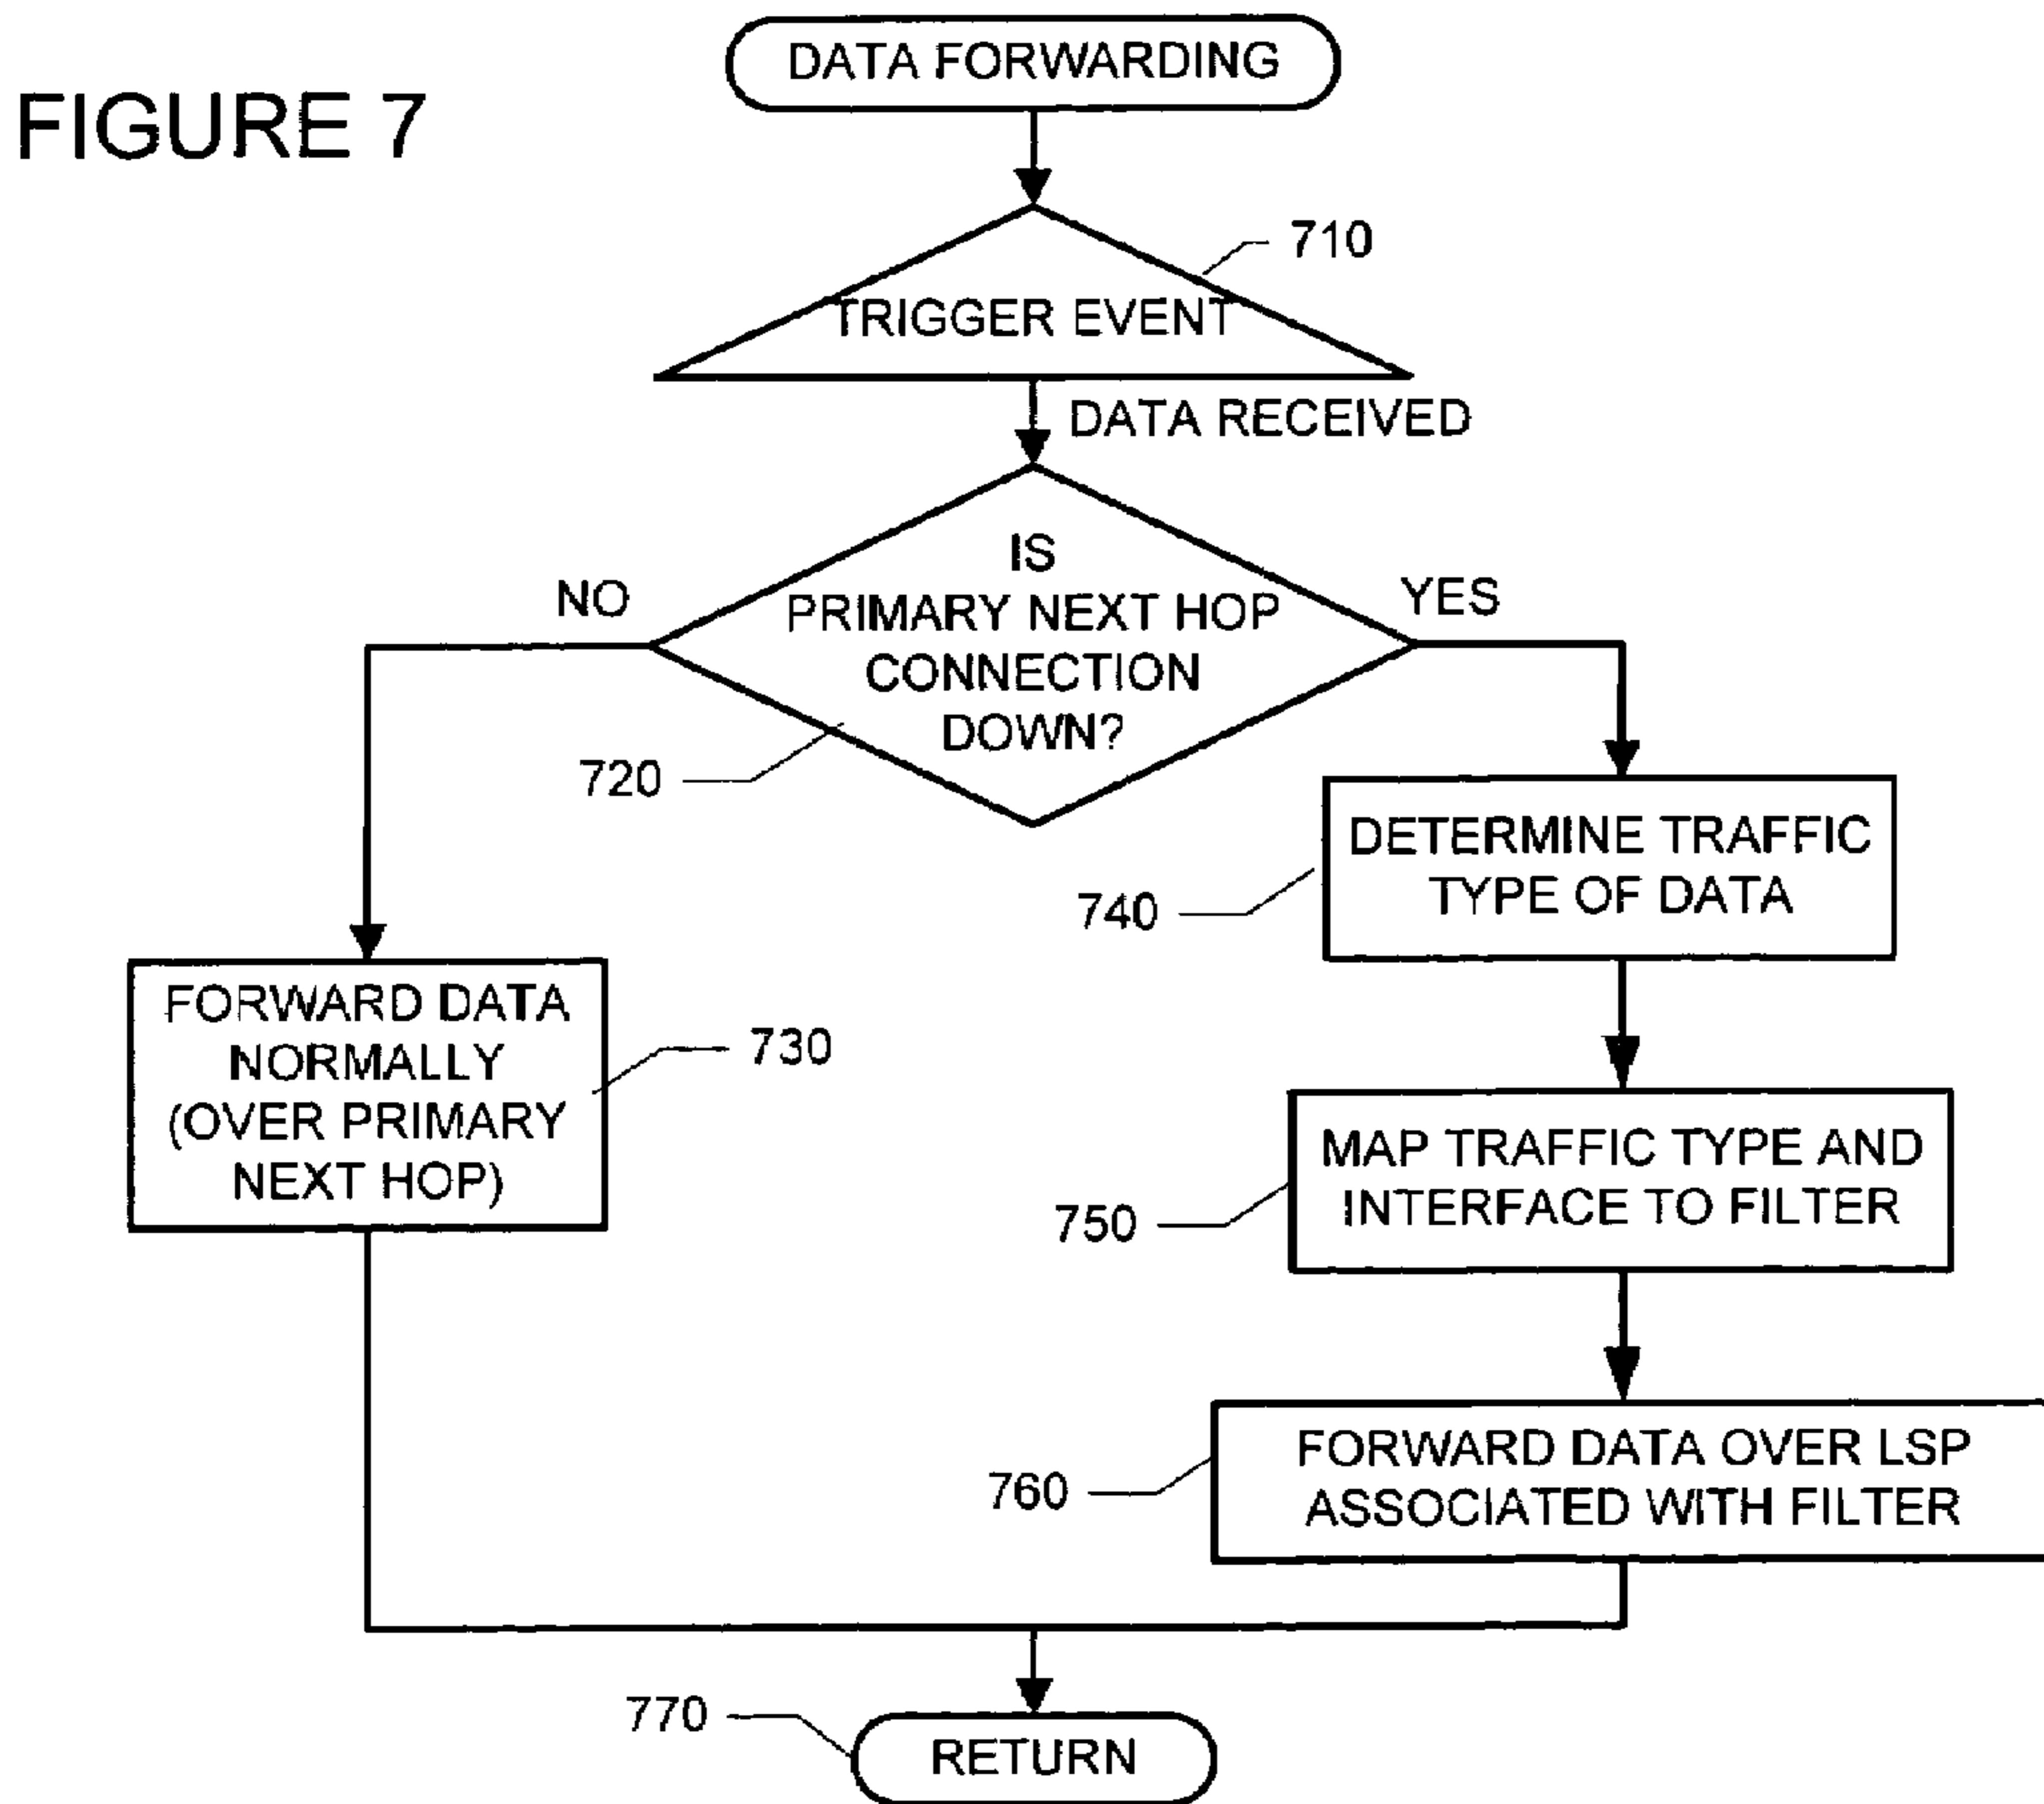 DATA FORWARDING
FIGURE 7
710
TRIGGER EVENT
DATA RECEIVED
IS
PRIMARY NEXT HOP
CONNECTION
DOWN?
NO
YES
720
DETERMINE TRAFFIC
TYPE OF DATA
740
FORWARD DATA
NORMALLY
(OVER PRIMARY
NEXT HOP)
730
MAP TRAFFIC TYPE AND
INTERFACE TO FILTER
750
FORWARD DATA OVER LSP
ASSOCIATED WITH FILTER
760
770
RETURN